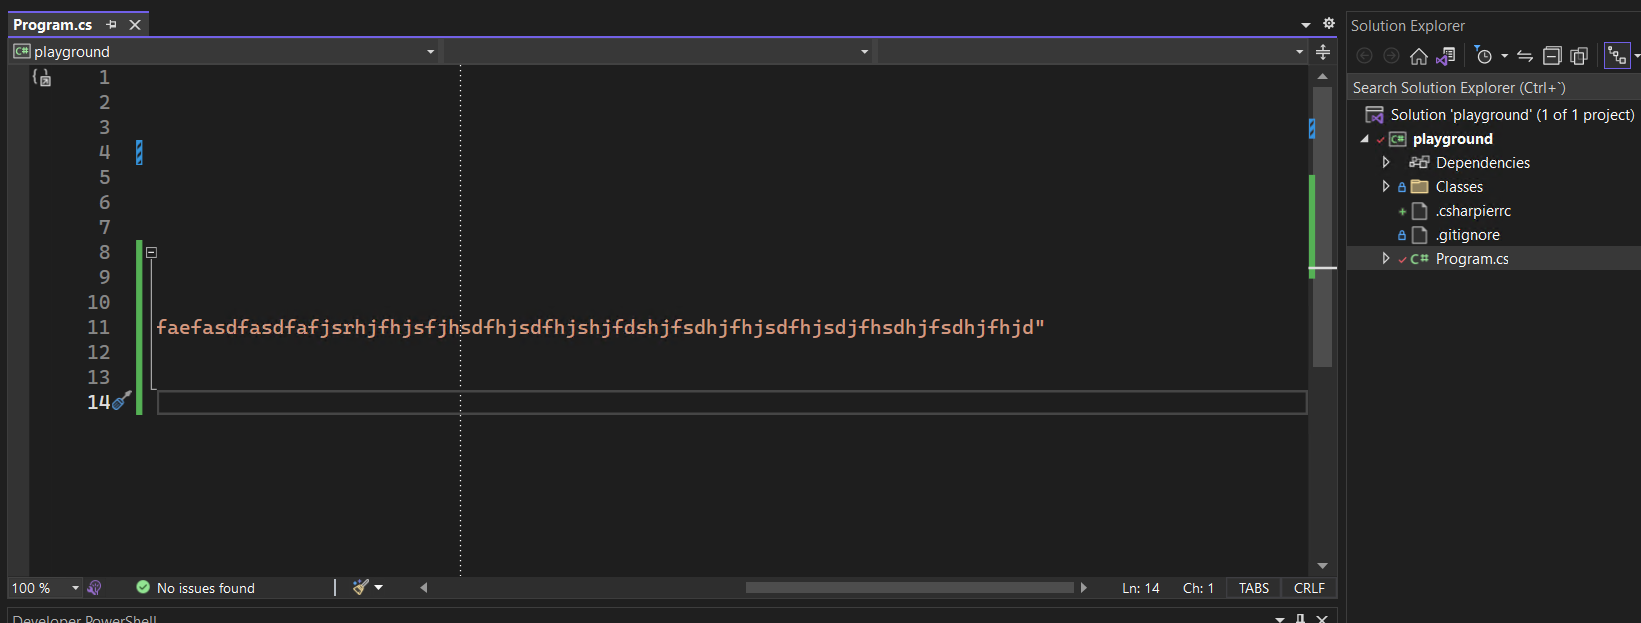 Program.cs
Solution Explorer
C# playground
Search Solution Explorer (Ctrl+`)
Solution 'playground' (1 of 1 project)
C# playground
Dependencies
Classes
.csharpierrc
.gitignore
C# Program.cs
1
2
3
4
5
6
7
8
9
10
11 faefasdfasdfafjsrhjfhjsfjhsdfhjsdfhjshjfdshjfsdhjfhjsdfhjsdjfhsdhjfsdhjfhjd"
12
13
14
100 % No issues found Ln: 14 Ch: 1 TABS CRLF
Developer PowerShell